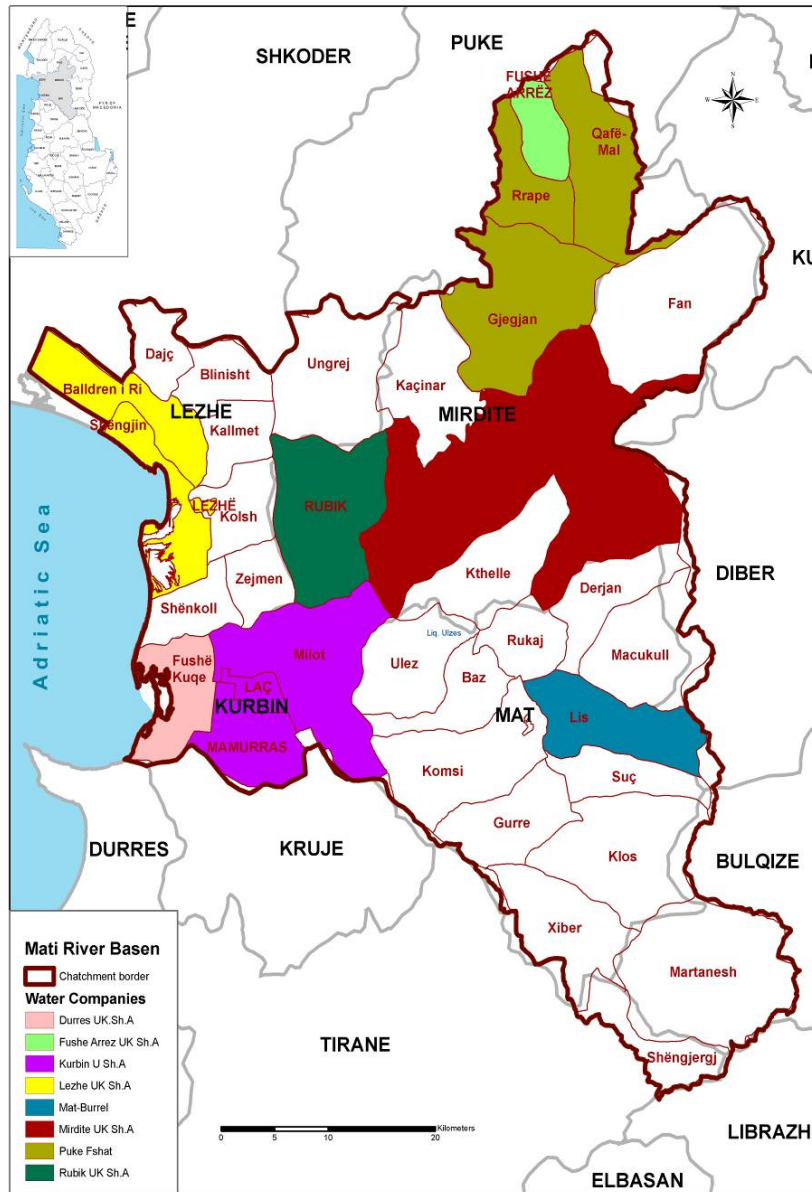 E
SHKODER
PUKE
FUSHË
ARRËZ
Qafë-
Mal
W
E
S
Rrape
KU
Fan
Gjegjan
Dajç
Ungrej
Blinisht
Kaçinar
Balldren i Ri
LEZHE
MIRDITE
Shëngjin
Kallmet
LEZHË
Kolsh
RUBIK
Adriatic Sea
DIBER
Kthelle
Zejmen
Derjan
Shënkoll
Liq. Ulzes
Rukaj
Fushë
Kuqe
Milot
Ulez
Macukull
Baz
LAÇ
KURBIN
MAT
Lis
MAMURRAS
Komsi
Suç
Gurre
DURRES
KRUJE
Klos
BULQIZE
Xiber
Martanesh
Mati River Basen
Chatchment border
Water Companies
Durres UK.Sh.A
Fushe Arrez UK Sh.A
Kurbin U Sh.A
Lezhe UK Sh.A
Mat-Burrel
Mirdite UK Sh.A
Puke Fshat
Rubik UK Sh.A
TIRANE
Shëngjergj
Kilometers
0 5 10 20
LIBRAZH
ELBASAN